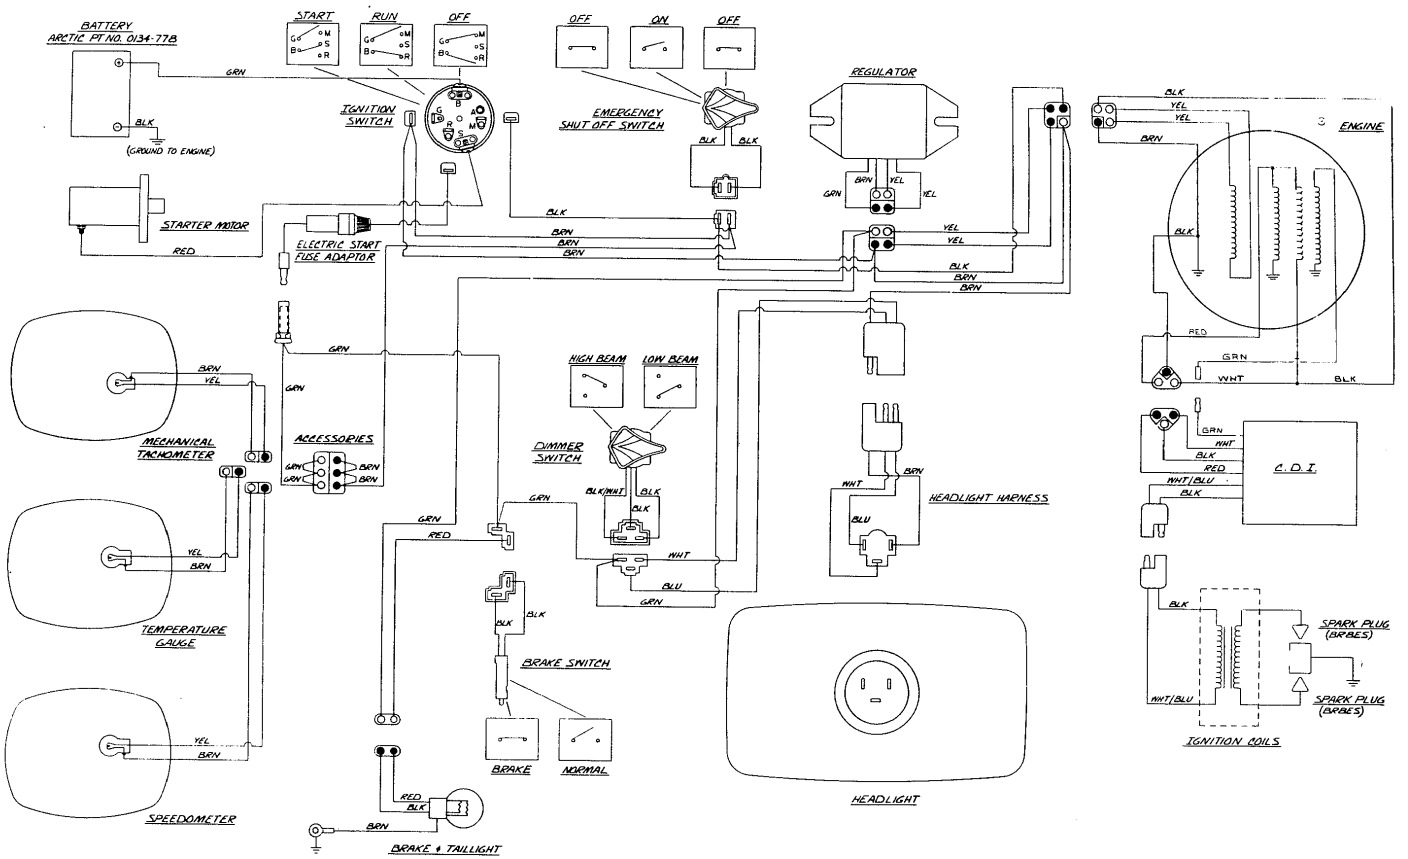 START RUN OFF
G M B S R
G M B S R
G M B S R
OFF ON OFF
BATTERY
ARCTIC PT NO. 0134-778
GRN
BLK
(GROUND TO ENGINE)
IGNITION
SWITCH
B G A R M S
EMERGENCY
SHUT OFF SWITCH
BLK BLK
REGULATOR
GRN BRN YEL YEL
BLK
YEL
YEL
BRN
ENGINE
BLK
STARTER MOTOR
RED
ELECTRIC START
FUSE ADAPTOR
BLK
BRN
BRN
BRN
YEL
YEL
BLK
BRN
BRN
RED
GRN
WHT BLK
GRN
GRN
BRN
YEL
MECHANICAL
TACHOMETER
ACCESSORIES
GRN BRN
GRN BRN
HIGH BEAM LOW BEAM
DIMMER
SWITCH
BLK/WHT BLK
BLK
GRN
GRN
RED
WHT
BLU
GRN
WHT BRN
BLU
HEADLIGHT HARNESS
GRN
WHT
BLK
RED
WHT/BLU
BLK
C.D.I.
YEL
BRN
TEMPERATURE
GAUGE
BLK
BLK
BRAKE SWITCH
BRAKE NORMAL
BLK
WHT/BLU
SPARK PLUG
(BR8ES)
SPARK PLUG
(BR8ES)
IGNITION COILS
YEL
BRN
SPEEDOMETER
RED
BLK
BRN
BRAKE & TAILLIGHT
HEADLIGHT